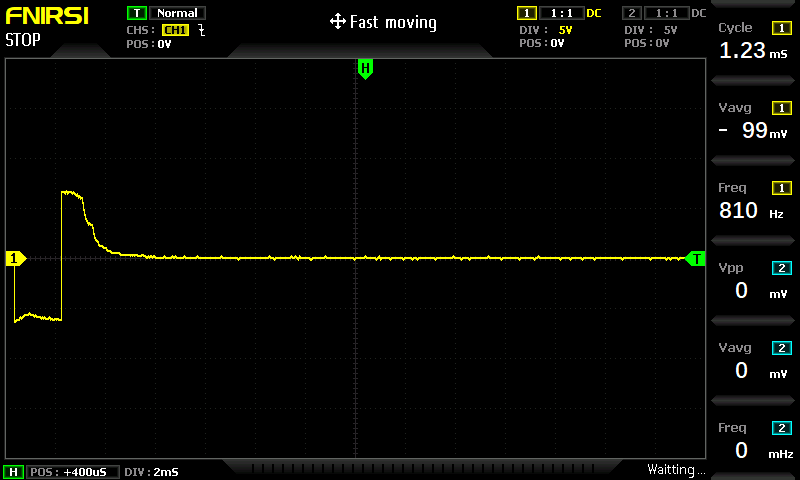 FNIRSI
STOP
T Normal
CHS: CH1
POS: 0V
Fast moving
1 1:1 DC
DIV: 5V
POS: 0V
2 1:1 DC
DIV: 5V
POS: 0V
H
1
T
Cycle 1
1.23 mS
Vavg 1
- 99 mV
Freq 1
810 Hz
Vpp 2
0 mV
Vavg 2
0 mV
Freq 2
0 mHz
H POS: +400uS DIV: 2mS
Waitting...